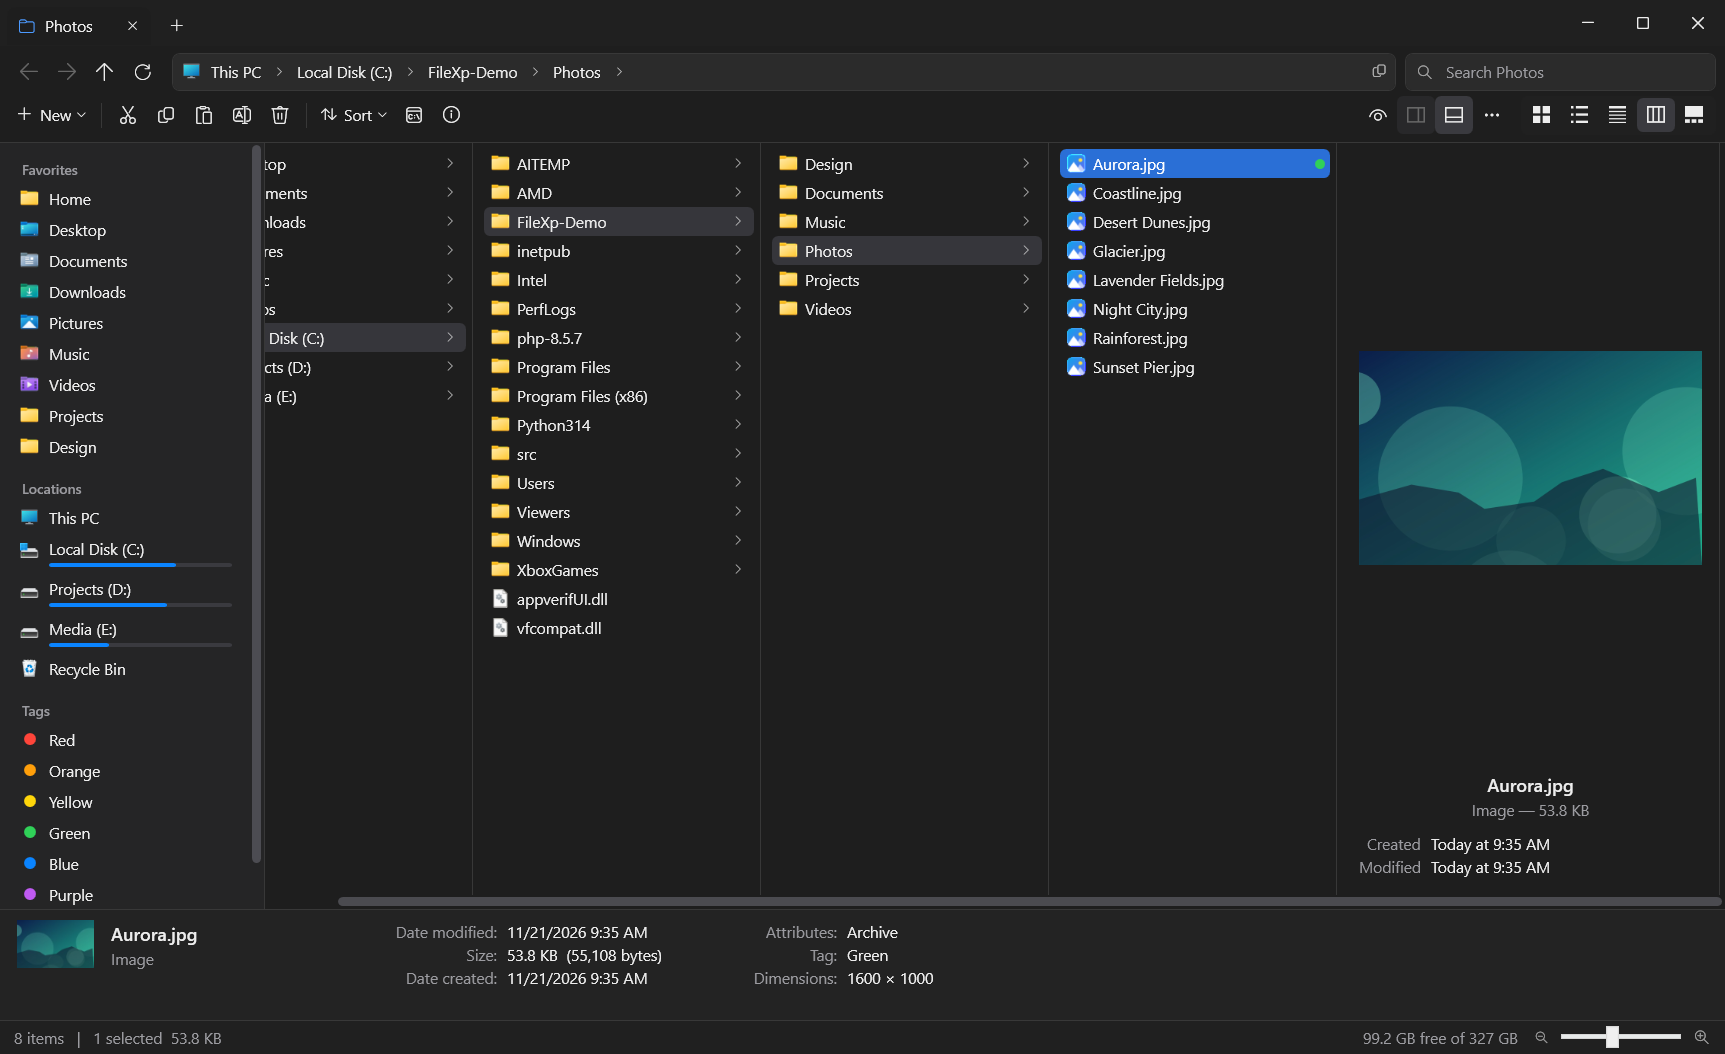 Photos
This PC > Local Disk (C:) > FileXp-Demo > Photos >
Search Photos
New
Sort
Favorites
Home
Desktop
Documents
Downloads
Pictures
Music
Videos
Projects
Design
Locations
This PC
Local Disk (C:)
Projects (D:)
Media (E:)
Recycle Bin
Tags
Red
Orange
Yellow
Green
Blue
Purple
top
ments
nloads
res
c
os
Disk (C:)
cts (D:)
a (E:)
AITEMP
AMD
FileXp-Demo
inetpub
Intel
PerfLogs
php-8.5.7
Program Files
Program Files (x86)
Python314
src
Users
Viewers
Windows
XboxGames
appverifUI.dll
vfcompat.dll
Design
Documents
Music
Photos
Projects
Videos
Aurora.jpg
Coastline.jpg
Desert Dunes.jpg
Glacier.jpg
Lavender Fields.jpg
Night City.jpg
Rainforest.jpg
Sunset Pier.jpg
Aurora.jpg
Image — 53.8 KB
Created Today at 9:35 AM
Modified Today at 9:35 AM
Aurora.jpg
Image
Date modified: 11/21/2026 9:35 AM
Size: 53.8 KB (55,108 bytes)
Date created: 11/21/2026 9:35 AM
Attributes: Archive
Tag: Green
Dimensions: 1600 × 1000
8 items | 1 selected 53.8 KB
99.2 GB free of 327 GB